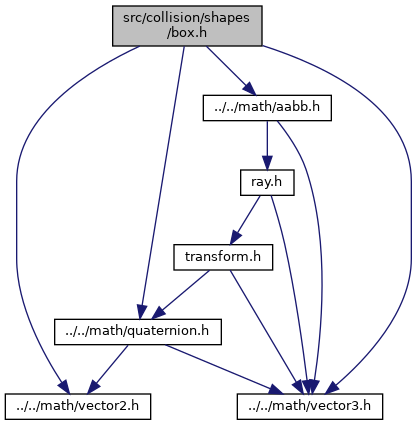 src/collision/shapes
/box.h
../../math/aabb.h
ray.h
transform.h
../../math/quaternion.h
../../math/vector2.h
../../math/vector3.h